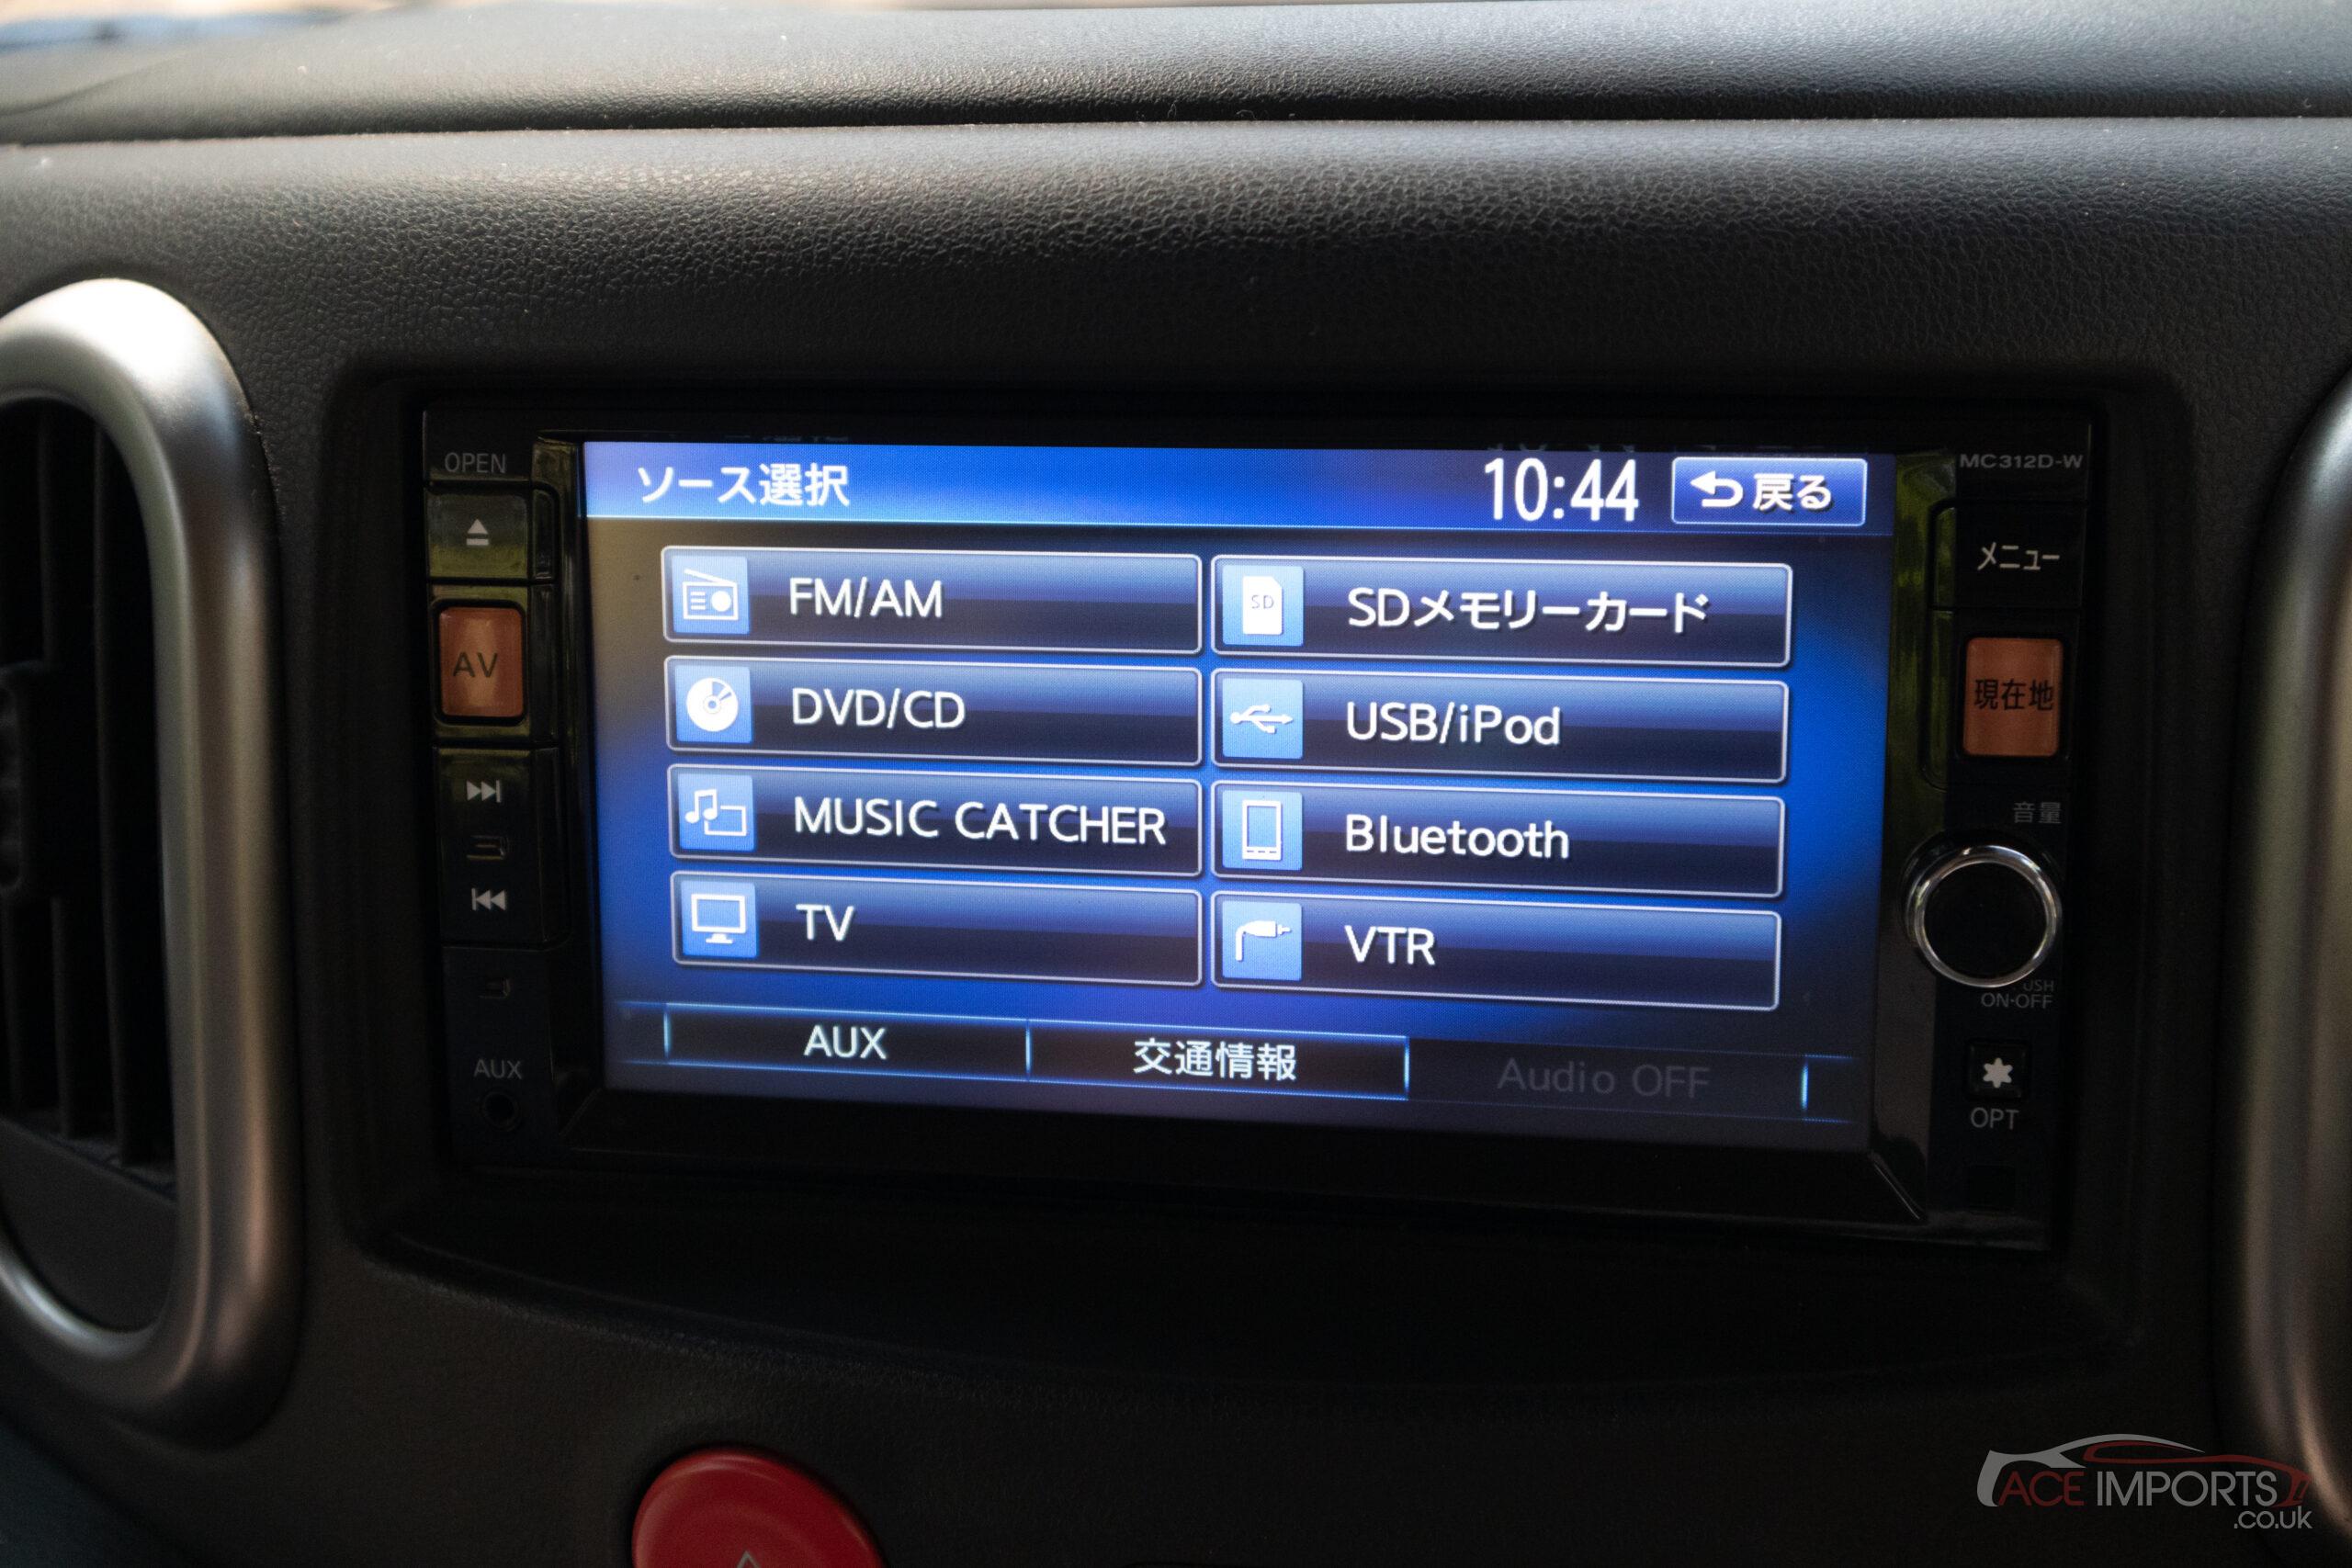 OPEN
MC312D-W
ソース選択
10:44
戻る
メニュー
FM/AM
SD
SDメモリーカード
AV
現在地
DVD/CD
USB/iPod
音量
MUSIC CATCHER
Bluetooth
TV
VTR
ON·OFF
AUX
交通情報
Audio OFF
AUX
OPT
ACE IMPORTS
.co.uk